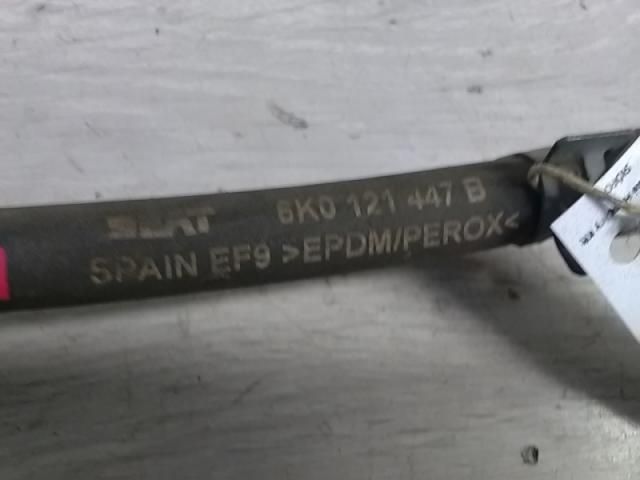 SEAT 6K0 121 447 B
SPAIN EF9 >EPDM/PEROX<